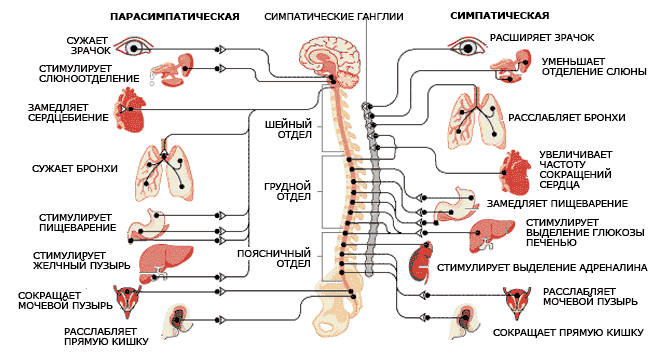 ПАРАСИМПАТИЧЕСКАЯ
СИМПАТИЧЕСКИЕ ГАНГЛИИ
СИМПАТИЧЕСКАЯ
СУЖАЕТ
ЗРАЧОК
СТИМУЛИРУЕТ
СЛЮНООТДЕЛЕНИЕ
ЗАМЕДЛЯЕТ
СЕРДЦЕБИЕНИЕ
СУЖАЕТ БРОНХИ
СТИМУЛИРУЕТ
ПИЩЕВАРЕНИЕ
СТИМУЛИРУЕТ
ЖЕЛЧНЫЙ ПУЗЫРЬ
СОКРАЩАЕТ
МОЧЕВОЙ ПУЗЫРЬ
РАССЛАБЛЯЕТ
ПРЯМУЮ КИШКУ
ШЕЙНЫЙ
ОТДЕЛ
ГРУДНОЙ
ОТДЕЛ
ПОЯСНИЧНЫЙ
ОТДЕЛ
РАСШИРЯЕТ ЗРАЧОК
УМЕНЬШАЕТ
ОТДЕЛЕНИЕ СЛЮНЫ
РАССЛАБЛЯЕТ БРОНХИ
УВЕЛИЧИВАЕТ
ЧАСТОТУ
СОКРАЩЕНИЙ
СЕРДЦА
ЗАМЕДЛЯЕТ ПИЩЕВАРЕНИЕ
СТИМУЛИРУЕТ
ВЫДЕЛЕНИЕ ГЛЮКОЗЫ
ПЕЧЕНЬЮ
СТИМУЛИРУЕТ ВЫДЕЛЕНИЕ АДРЕНАЛИНА
РАССЛАБЛЯЕТ
МОЧЕВОЙ ПУЗЫРЬ
СОКРАЩАЕТ ПРЯМУЮ КИШКУ